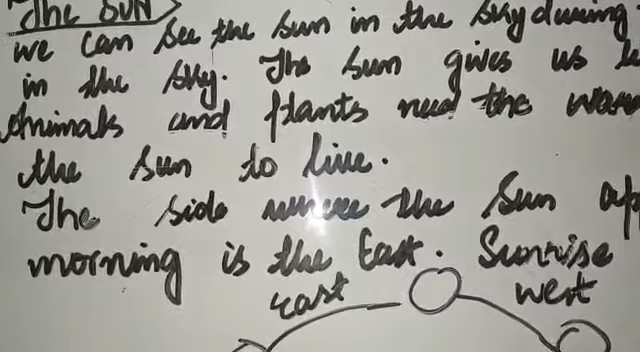 The SUN
we can see the sun in the sky during
in the sky. The sun gives us
Animals and plants need the
the sun to live.
The side where the sun
morning is the East. Sunrise
east west